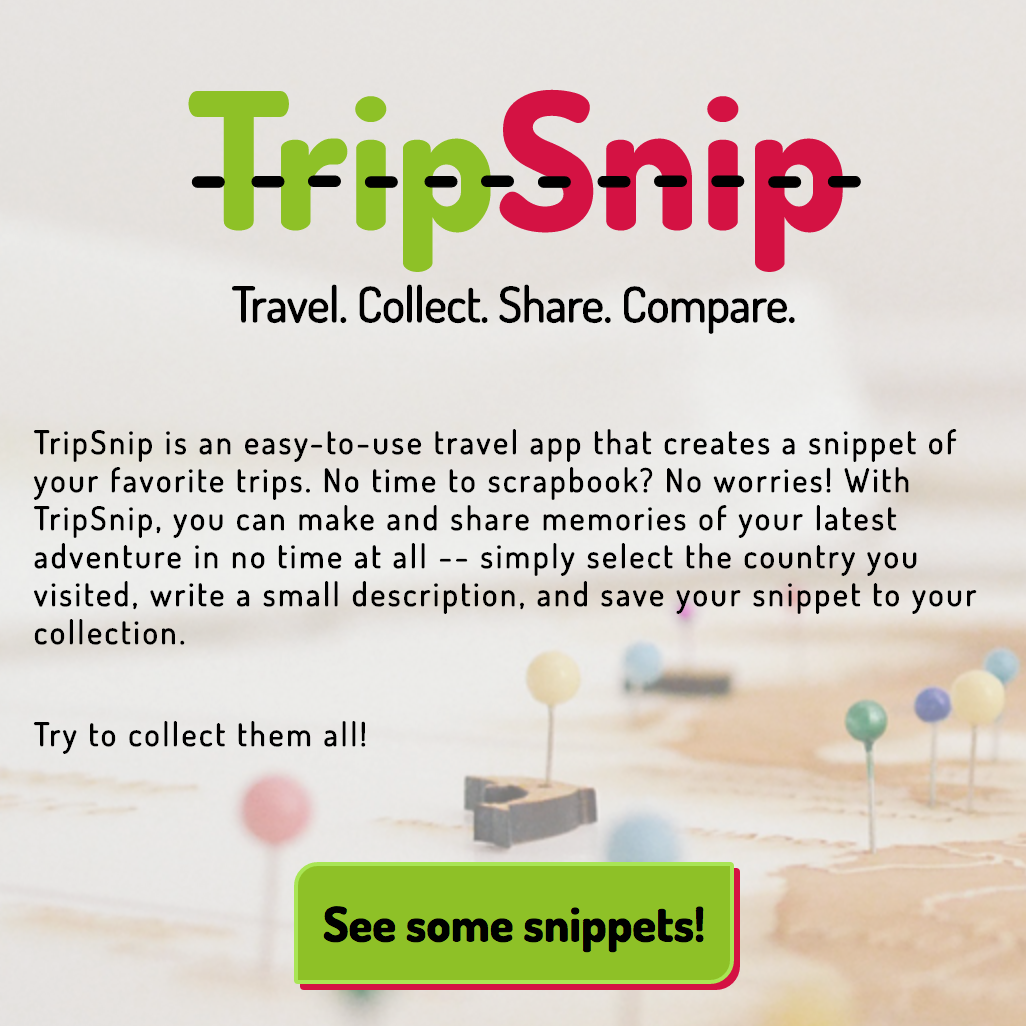 TripSnip
Travel. Collect. Share. Compare.
TripSnip is an easy-to-use travel app that creates a snippet of
your favorite trips. No time to scrapbook? No worries! With
TripSnip, you can make and share memories of your latest
adventure in no time at all -- simply select the country you
visited, write a small description, and save your snippet to your
collection.
Try to collect them all!
See some snippets!